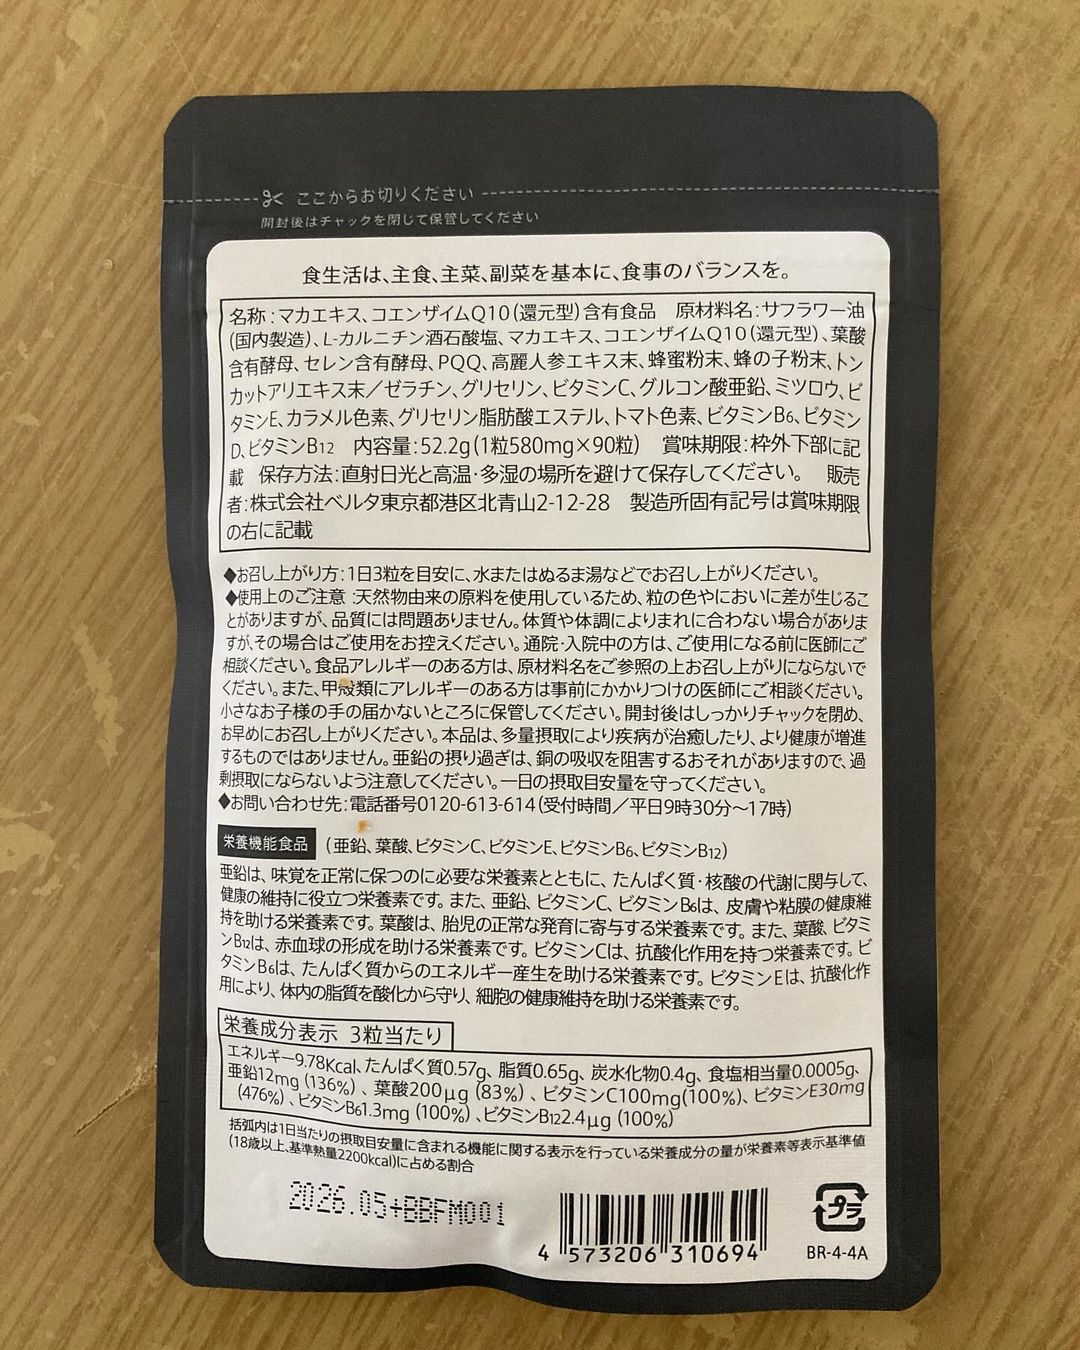 ここからお切りください
開封後はチャックを閉じて保管してください
食生活は、主食、主菜、副菜を基本に、食事のバランスを。
名称:マカエキス、コエンザイムQ10(還元型)含有食品 原材料名:サフラワー油
(国内製造)、L-カルニチン酒石酸塩、マカエキス、コエンザイムQ10(還元型)、葉酸
含有酵母、セレン含有酵母、PQQ、高麗人参エキス末、蜂蜜粉末、蜂の子粉末、トン
カットアリエキス末／ゼラチン、グリセリン、ビタミンC、グルコン酸亜鉛、ミツロウ、ビ
タミンE、カラメル色素、グリセリン脂肪酸エステル、トマト色素、ビタミンB6、ビタミン
D、ビタミンB12 内容量:52.2g(1粒580mg×90粒) 賞味期限:枠外下部に記
載 保存方法:直射日光と高温・多湿の場所を避けて保存してください。 販売
者:株式会社ベルタ東京都港区北青山2-12-28 製造所固有記号は賞味期限
の右に記載
◆お召し上がり方:1日3粒を目安に、水またはぬるま湯などでお召し上がりください。
◆使用上のご注意:天然物由来の原料を使用しているため、粒の色やにおいに差が生じるこ
とがありますが、品質には問題ありません。体質や体調によりまれに合わない場合がありま
すが、その場合はご使用をお控えください。通院・入院中の方は、ご使用になる前に医師にご
相談ください。食品アレルギーのある方は、原材料名をご参照の上お召し上がりにならないで
ください。また、甲殻類にアレルギーのある方は事前にかかりつけの医師にご相談ください。
小さなお子様の手の届かないところに保管してください。開封後はしっかりチャックを閉め、
お早めにお召し上がりください。本品は、多量摂取により疾病が治癒したり、より健康が増進
するものではありません。亜鉛の摂り過ぎは、銅の吸収を阻害するおそれがありますので、過
剰摂取にならないよう注意してください。一日の摂取目安量を守ってください。
◆お問い合わせ先:電話番号0120-613-614(受付時間／平日9時30分～17時)
栄養機能食品 (亜鉛、葉酸、ビタミンC、ビタミンE、ビタミンB6、ビタミンB12)
亜鉛は、味覚を正常に保つのに必要な栄養素とともに、たんぱく質・核酸の代謝に関与して、
健康の維持に役立つ栄養素です。また、亜鉛、ビタミンC、ビタミンB6は、皮膚や粘膜の健康維
持を助ける栄養素です。葉酸は、胎児の正常な発育に寄与する栄養素です。また、葉酸、ビタミ
ンB12は、赤血球の形成を助ける栄養素です。ビタミンCは、抗酸化作用を持つ栄養素です。ビ
タミンB6は、たんぱく質からのエネルギー産生を助ける栄養素です。ビタミンEは、抗酸化作
用により、体内の脂質を酸化から守り、細胞の健康維持を助ける栄養素です。
栄養成分表示 3粒当たり
エネルギー9.78Kcal、たんぱく質0.57g、脂質0.65g、炭水化物0.4g、食塩相当量0.0005g、
亜鉛12mg (136%)、葉酸200μg (83%)、ビタミンC100mg(100%)、ビタミンE30mg
(476%)、ビタミンB61.3mg (100%)、ビタミンB122.4μg (100%)
括弧内は1日当たりの摂取目安量に含まれる機能に関する表示を行っている栄養成分の量が栄養素等表示基準値
(18歳以上、基準熱量2200kcal)に占める割合
2026.05+BBFM001
4 573206 310694
プラ
BR-4-4A